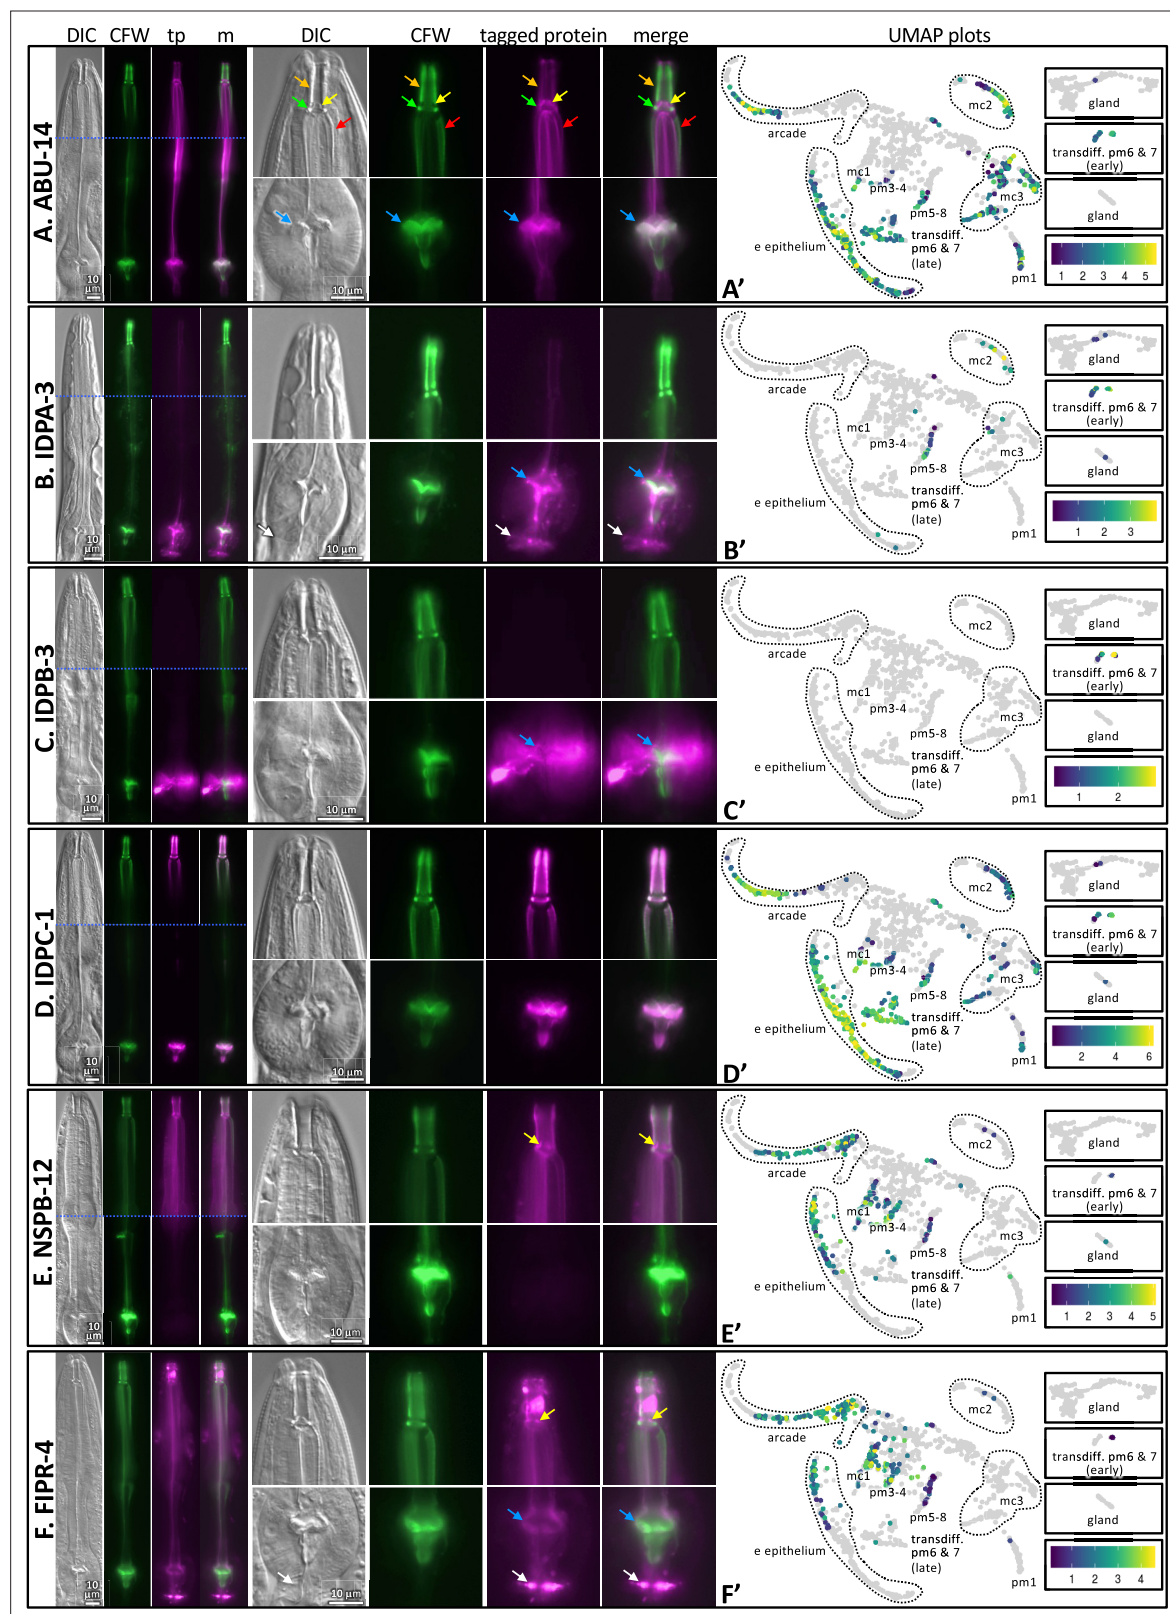 DIC CFW tp m DIC CFW tagged protein merge UMAP plots
A. ABU-14
10
µm
10 µm
arcade
mc1
pm3-4
pm5-8
e epithelium
transdiff.
pm6 & 7
(late)
mc2
mc3
pm1
gland
transdiff. pm6 & 7
(early)
gland
1 2 3 4 5
A’
B. IDPA-3
10
µm
10 µm
arcade
mc1
pm3-4
pm5-8
e epithelium
transdiff.
pm6 & 7
(late)
mc2
mc3
pm1
gland
transdiff. pm6 & 7
(early)
gland
1 2 3
B’
C. IDPB-3
10
µm
10 µm
arcade
mc1
pm3-4
pm5-8
e epithelium
transdiff.
pm6 & 7
(late)
mc2
mc3
pm1
gland
transdiff. pm6 & 7
(early)
gland
1 2
C’
D. IDPC-1
10
µm
10 µm
arcade
mc1
pm3-4
pm5-8
e epithelium
transdiff.
pm6 & 7
(late)
mc2
mc3
pm1
gland
transdiff. pm6 & 7
(early)
gland
2 4 6
D’
E. NSPB-12
10
µm
10 µm
arcade
mc1
pm3-4
pm5-8
e epithelium
transdiff.
pm6 & 7
(late)
mc2
mc3
pm1
gland
transdiff. pm6 & 7
(early)
gland
1 2 3 4 5
E’
F. FIPR-4
10
µm
10 µm
arcade
mc1
pm3-4
pm5-8
e epithelium
transdiff.
pm6 & 7
(late)
mc2
mc3
pm1
gland
transdiff. pm6 & 7
(early)
gland
1 2 3 4
F’